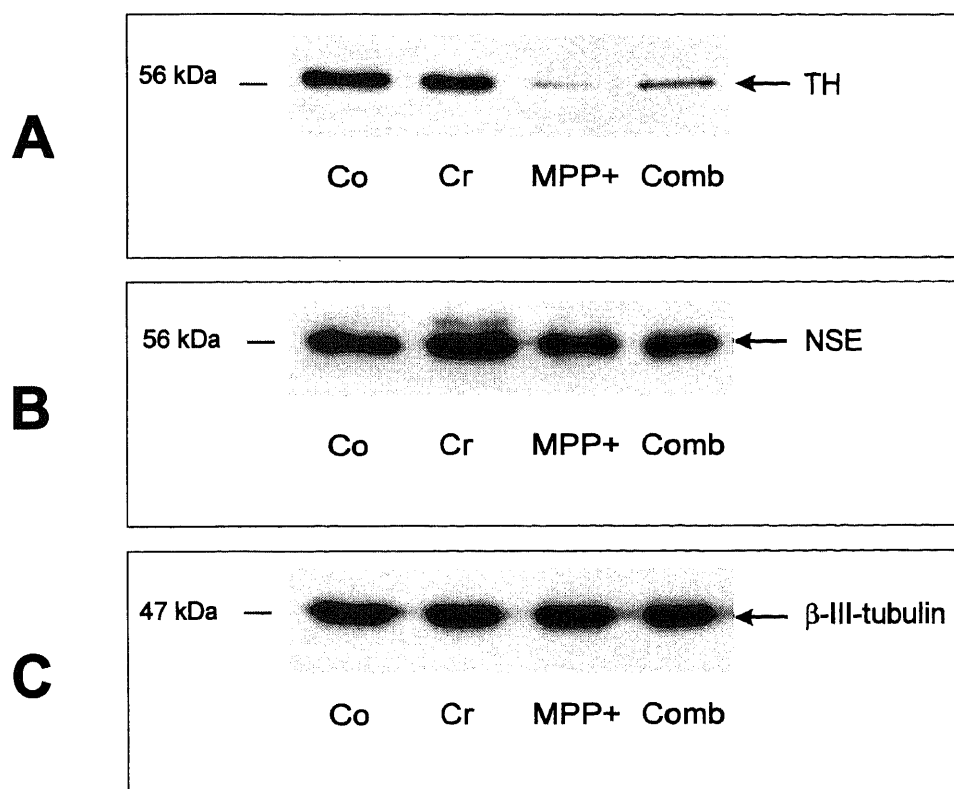 A
56 kDa
TH
Co Cr MPP+ Comb
B
56 kDa
NSE
Co Cr MPP+ Comb
C
47 kDa
β-III-tubulin
Co Cr MPP+ Comb